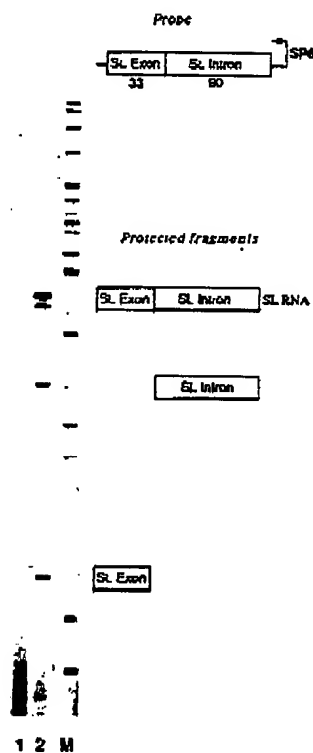 Probe
SP6
SL Exon SL Intron
33 90
Protected fragments
SL Exon SL Intron SL RNA
SL Intron
SL Exon
1 2 M